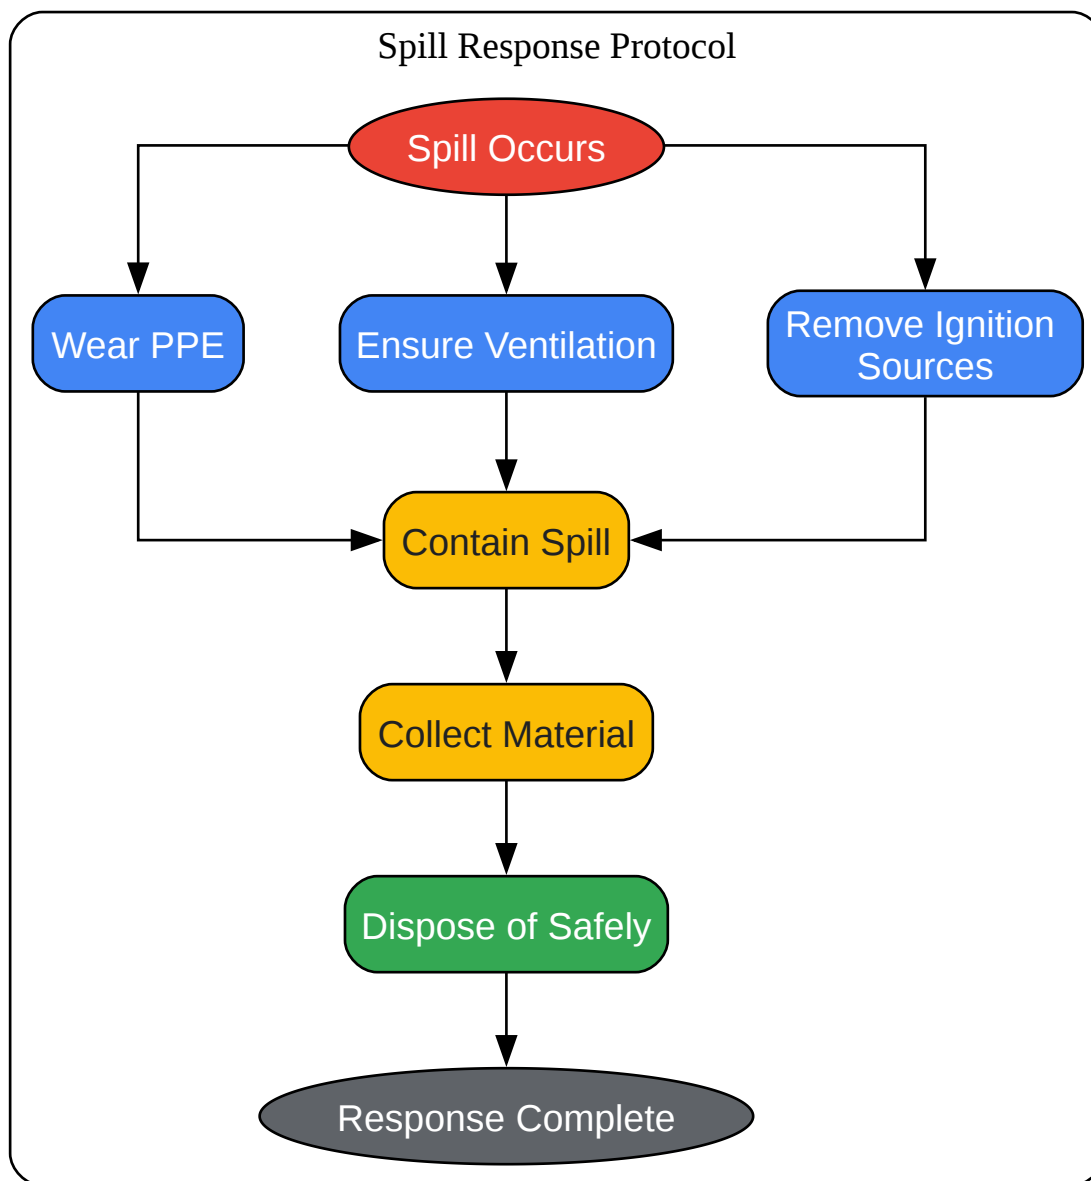 Spill Response Protocol
Spill Occurs
Wear PPE
Ensure Ventilation
Remove Ignition
Sources
Contain Spill
Collect Material
Dispose of Safely
Response Complete